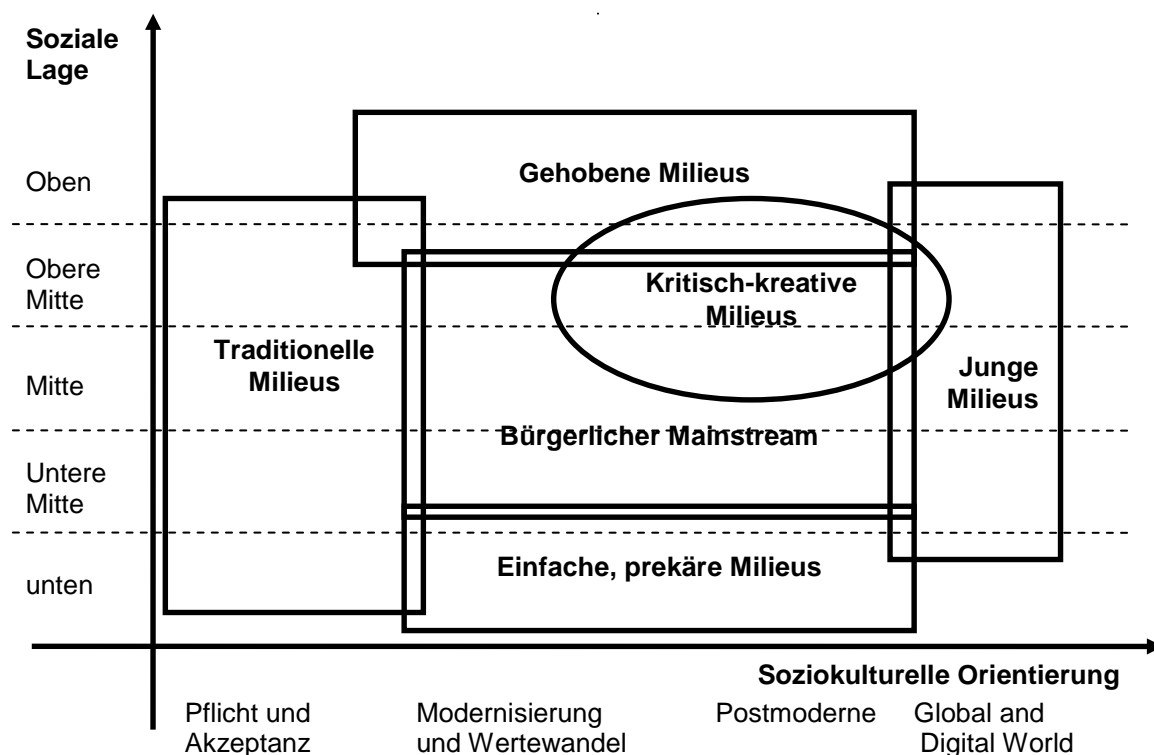 Soziale
Lage
Oben
Gehobene Milieus
Obere
Mitte
Kritisch-kreative
Milieus
Traditionelle
Milieus
Mitte
Junge
Milieus
Bürgerlicher Mainstream
Untere
Mitte
Einfache, prekäre Milieus
unten
Soziokulturelle Orientierung
Pflicht und
Akzeptanz
Modernisierung
und Wertewandel
Postmoderne
Global and
Digital World